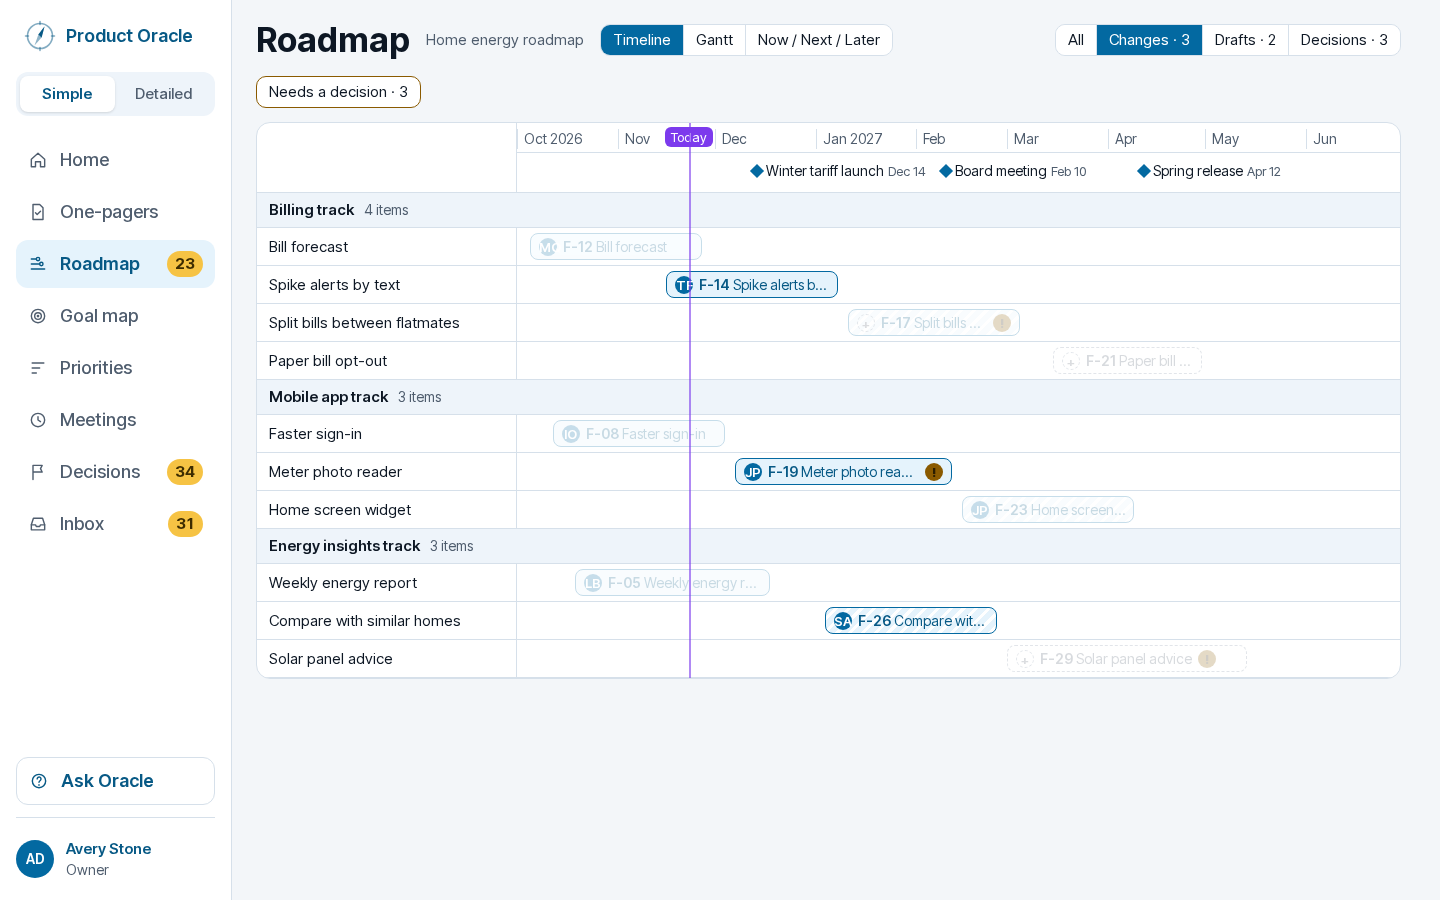 Product Oracle
Simple
Detailed
Home
One-pagers
Roadmap 23
Goal map
Priorities
Meetings
Decisions 34
Inbox 31
Ask Oracle
AD
Avery Stone
Owner
Roadmap
Home energy roadmap
Timeline
Gantt
Now / Next / Later
All
Changes · 3
Drafts · 2
Decisions · 3
Needs a decision · 3
Oct 2026
Nov
Today
Dec
Jan 2027
Feb
Mar
Apr
May
Jun
Winter tariff launch Dec 14
Board meeting Feb 10
Spring release Apr 12
Billing track 4 items
Bill forecast
F-12 Bill forecast
Spike alerts by text
F-14 Spike alerts b...
Split bills between flatmates
+ F-17 Split bills ... !
Paper bill opt-out
+ F-21 Paper bill ...
Mobile app track 3 items
Faster sign-in
IO F-08 Faster sign-in
Meter photo reader
JP F-19 Meter photo rea... !
Home screen widget
JP F-23 Home screen...
Energy insights track 3 items
Weekly energy report
LB F-05 Weekly energy r...
Compare with similar homes
SA F-26 Compare wit...
Solar panel advice
+ F-29 Solar panel advice !